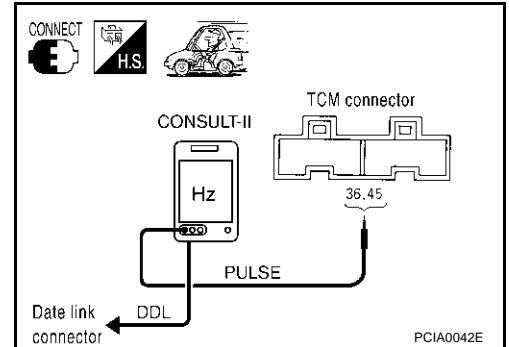 CONNECT
H.S.
TCM connector
CONSULT-II
Hz
36,45
PULSE
DDL
Date link
connector
PCIA0042E